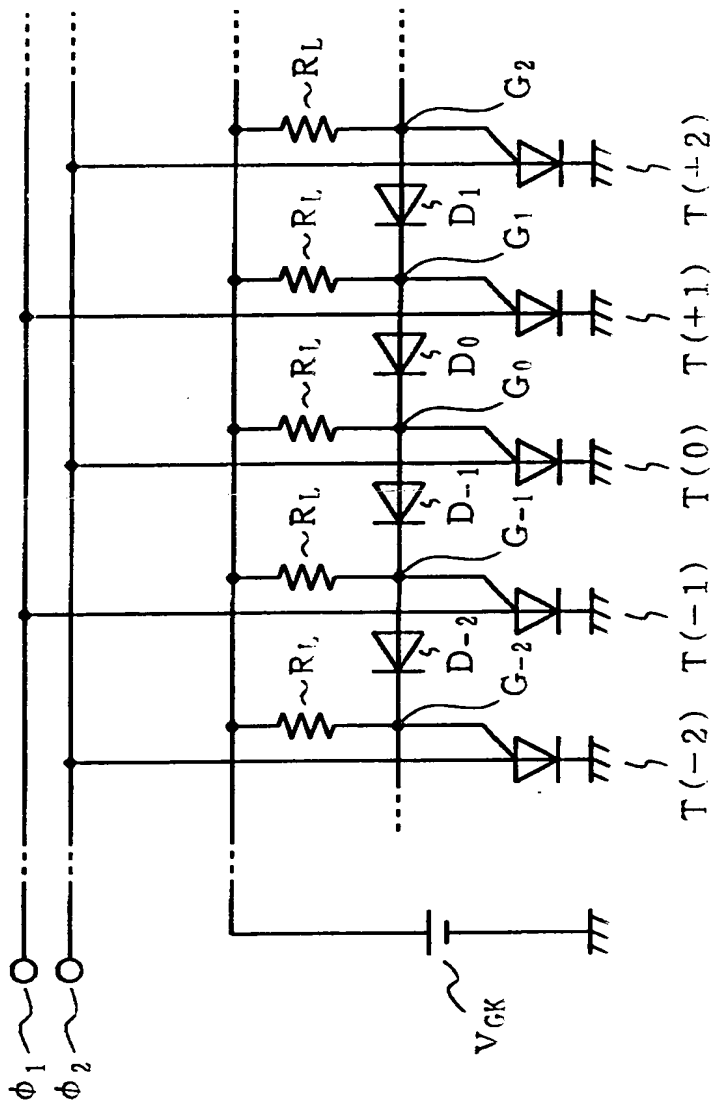 ϕ1
ϕ2
RL
RL
RL
RL
RL
VGK
D-2
D-1
D0
D1
G-2
G-1
G0
G1
G2
T(-2)
T(-1)
T(0)
T(+1)
T(+2)